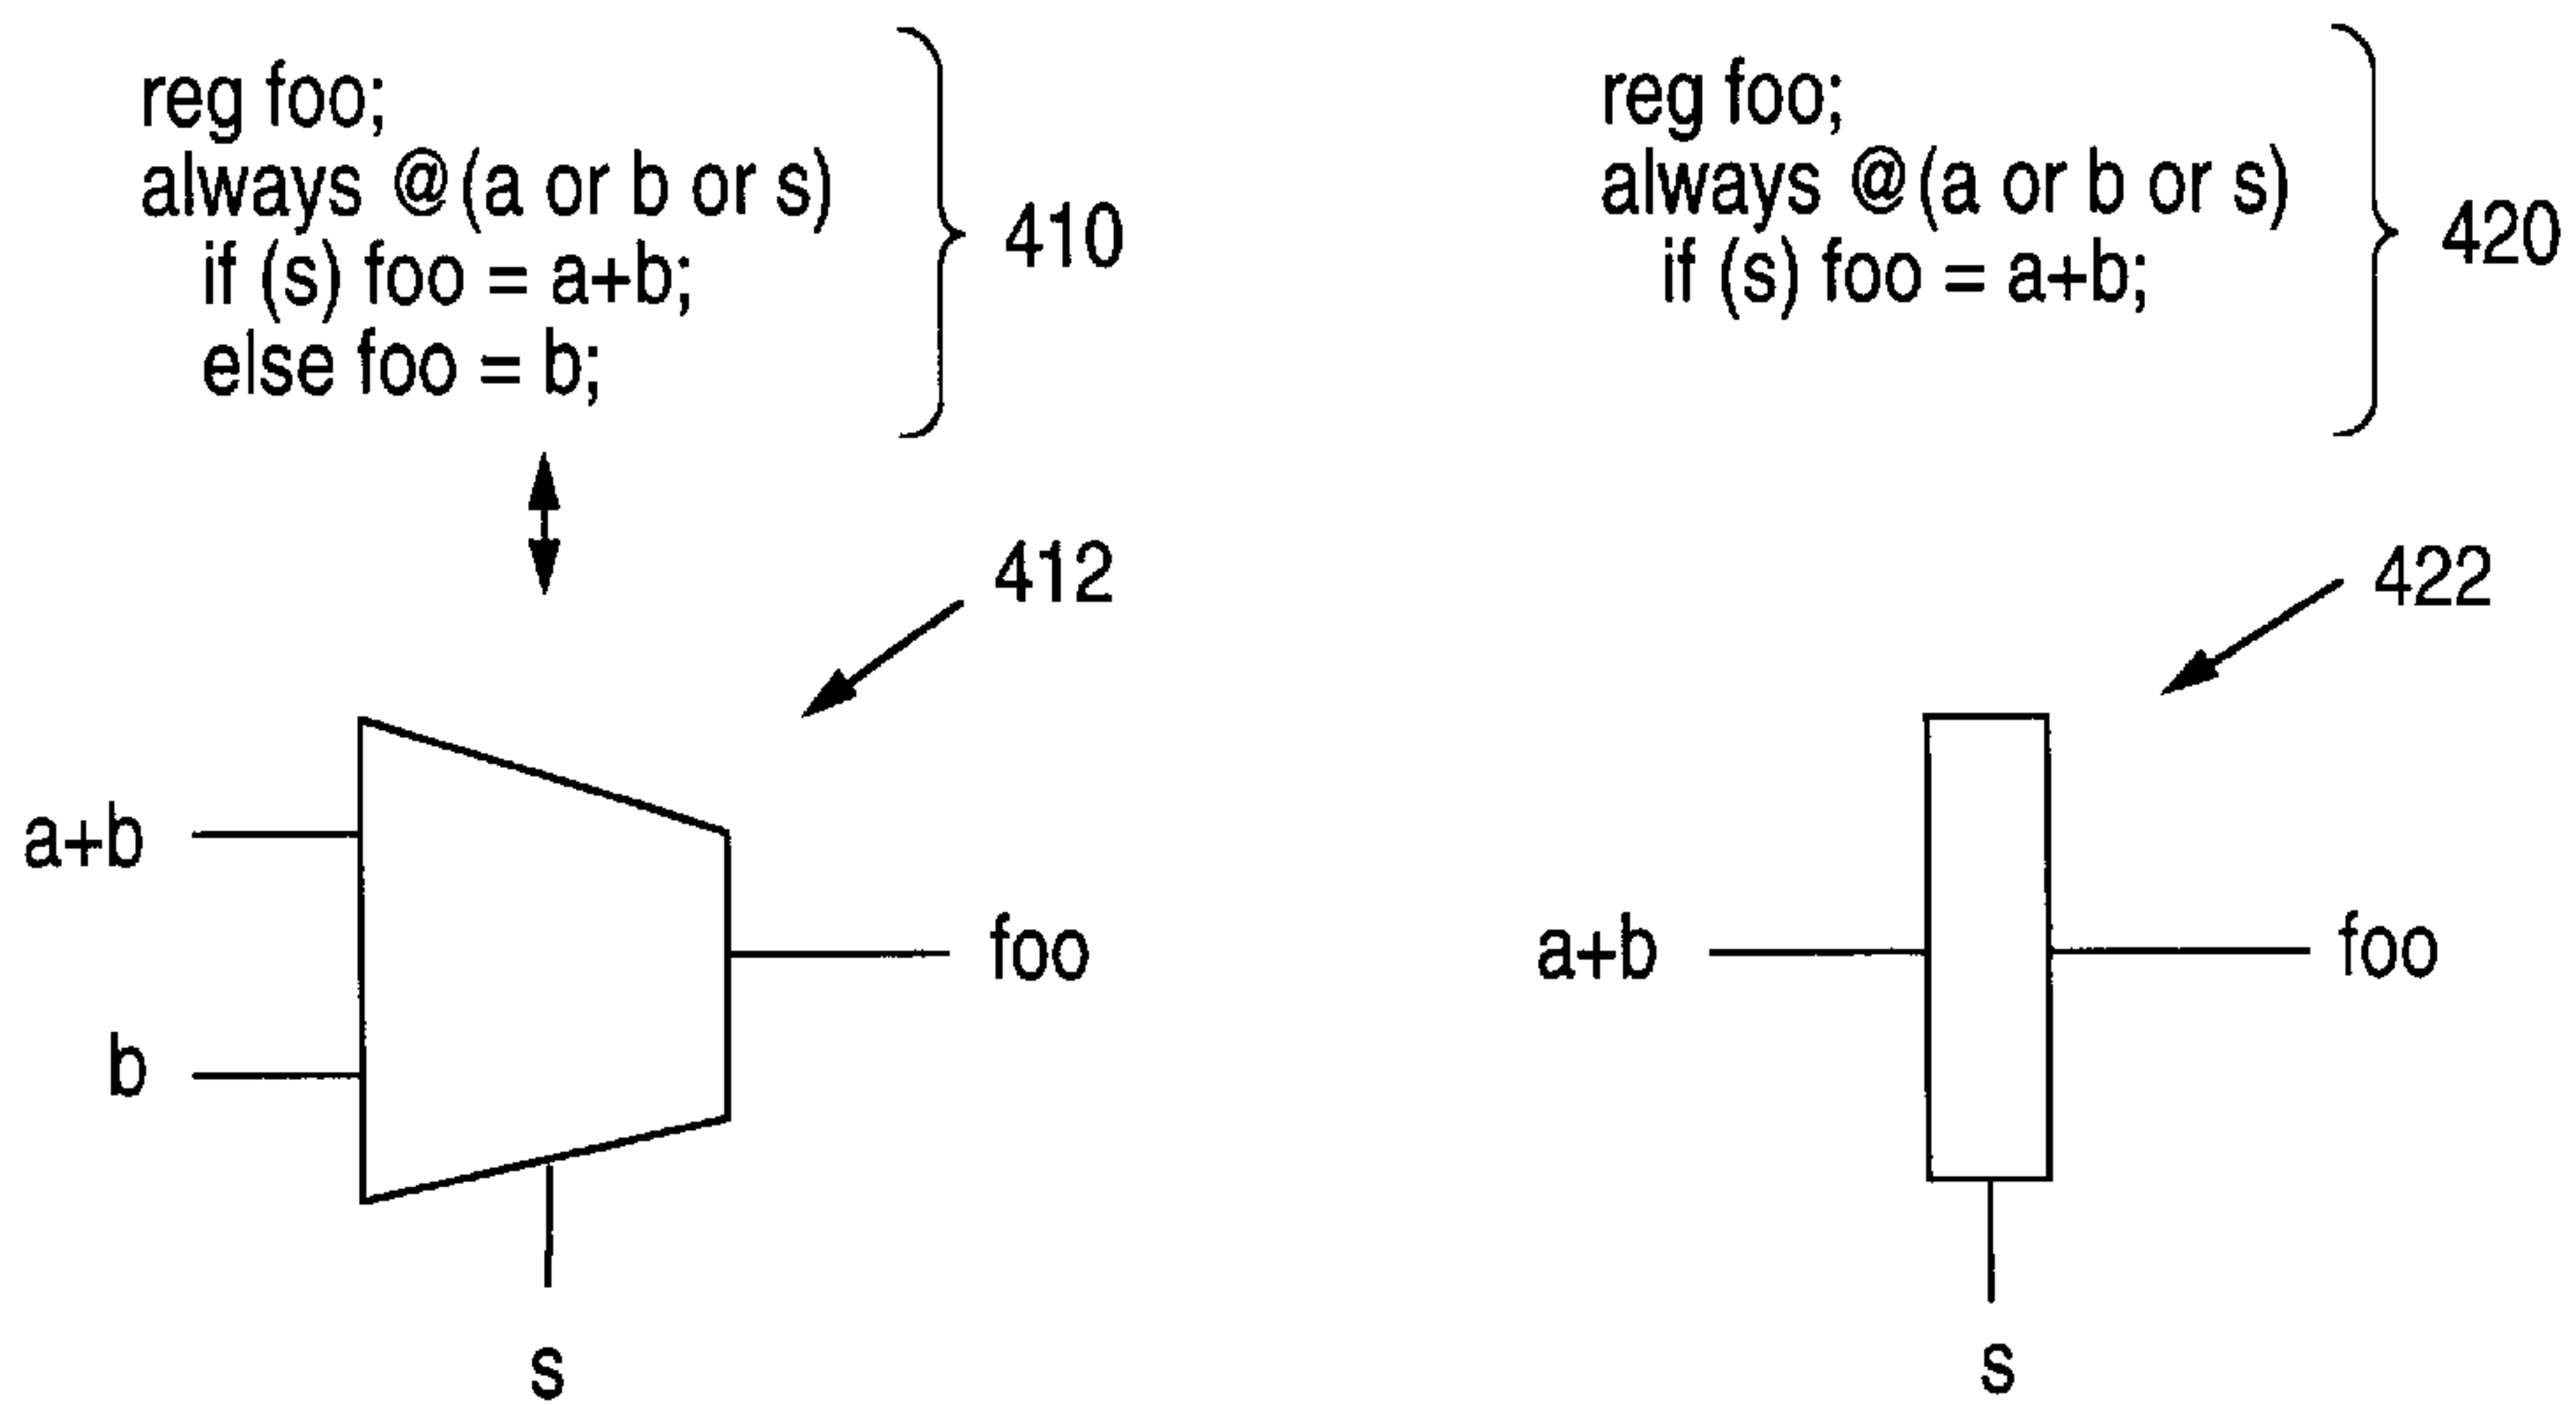 reg foo;
always @(a or b or s)
if (s) foo = a+b;
else foo = b;
410
412
a+b
b
foo
s
reg foo;
always @(a or b or s)
if (s) foo = a+b;
420
422
a+b
foo
s